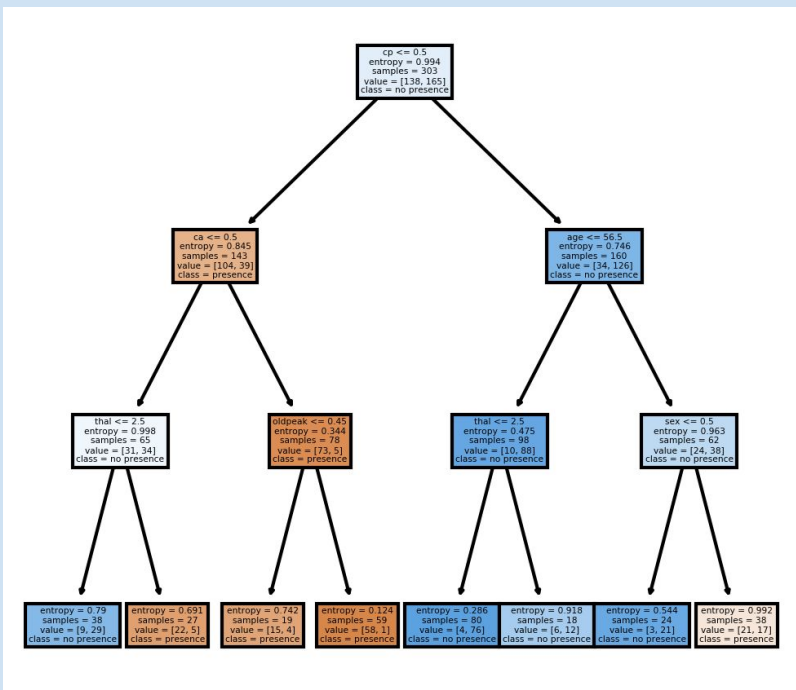 cp <= 0.5
entropy = 0.994
samples = 303
value = [138, 165]
class = no presence
ca <= 0.5
entropy = 0.845
samples = 143
value = [104, 39]
class = presence
age <= 56.5
entropy = 0.746
samples = 160
value = [34, 126]
class = no presence
thal <= 2.5
entropy = 0.998
samples = 65
value = [31, 34]
class = no presence
oldpeak <= 0.45
entropy = 0.344
samples = 78
value = [73, 5]
class = presence
thal <= 2.5
entropy = 0.475
samples = 98
value = [10, 88]
class = no presence
sex <= 0.5
entropy = 0.963
samples = 62
value = [24, 38]
class = no presence
entropy = 0.79
samples = 38
value = [9, 29]
class = no presence
entropy = 0.691
samples = 27
value = [22, 5]
class = presence
entropy = 0.742
samples = 19
value = [15, 4]
class = presence
entropy = 0.124
samples = 59
value = [58, 1]
class = presence
entropy = 0.286
samples = 80
value = [4, 76]
class = no presence
entropy = 0.918
samples = 18
value = [6, 12]
class = no presence
entropy = 0.544
samples = 24
value = [3, 21]
class = no presence
entropy = 0.992
samples = 38
value = [21, 17]
class = presence